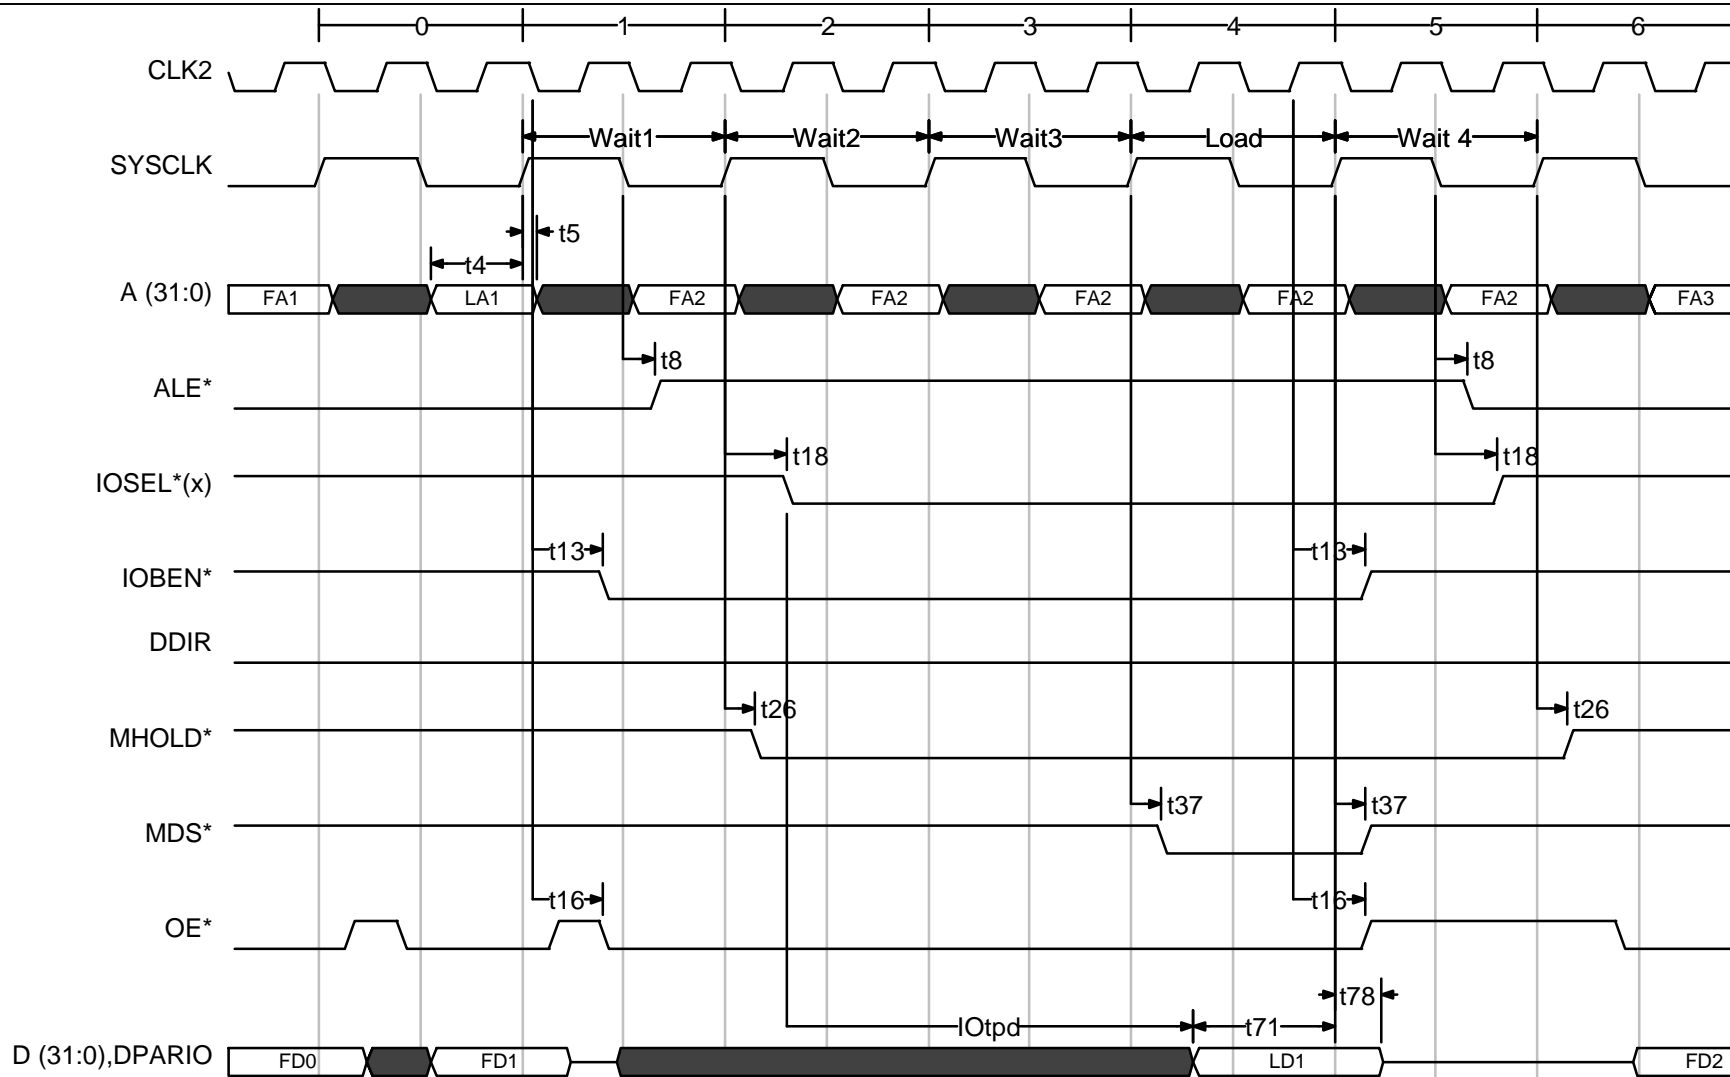 0 1 2 3 4 5 6
CLK2
Wait1 Wait2 Wait3 Load Wait 4
SYSCLK
t5
t4
A (31:0) FA1 LA1 FA2 FA2 FA2 FA2 FA2 FA3
t8 t8
ALE*
t18 t18
IOSEL*(x)
t13 t13
IOBEN*
DDIR
t26 t26
MHOLD*
t37 t37
MDS*
t16 t16
OE*
t78
IOtpd t71
D (31:0),DPARIO FD0 FD1 LD1 FD2